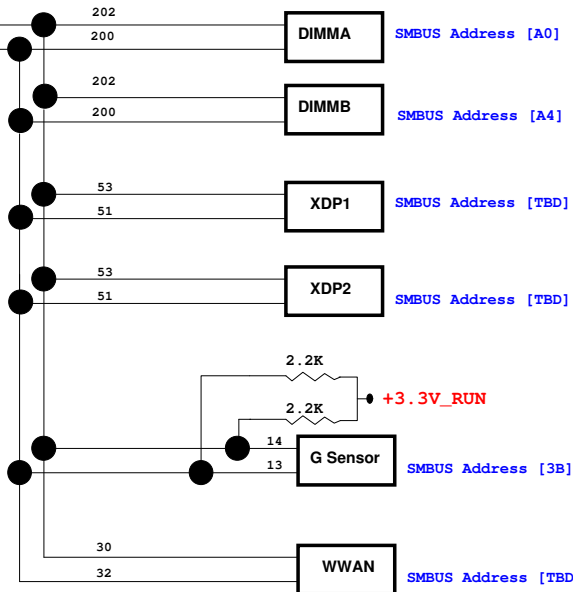 202
DIMMA SMBUS Address [A0]
200
202
DIMMB SMBUS Address [A4]
200
53
XDP1 SMBUS Address [TBD]
51
53
XDP2 SMBUS Address [TBD]
51
2.2K
+3.3V_RUN
2.2K
14
G Sensor SMBUS Address [3B]
13
30
WWAN SMBUS Address [TBD
32